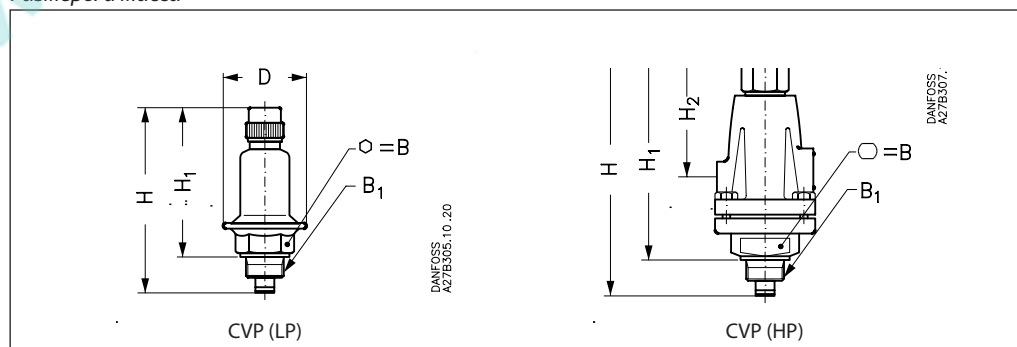 D
H
H₁
⬡ = B
B₁
DANFOSS
A27B305.10.20
CVP (LP)
H
H₁
H₂
= B
B₁
DANFOSS
A27B307.
CVP (HP)